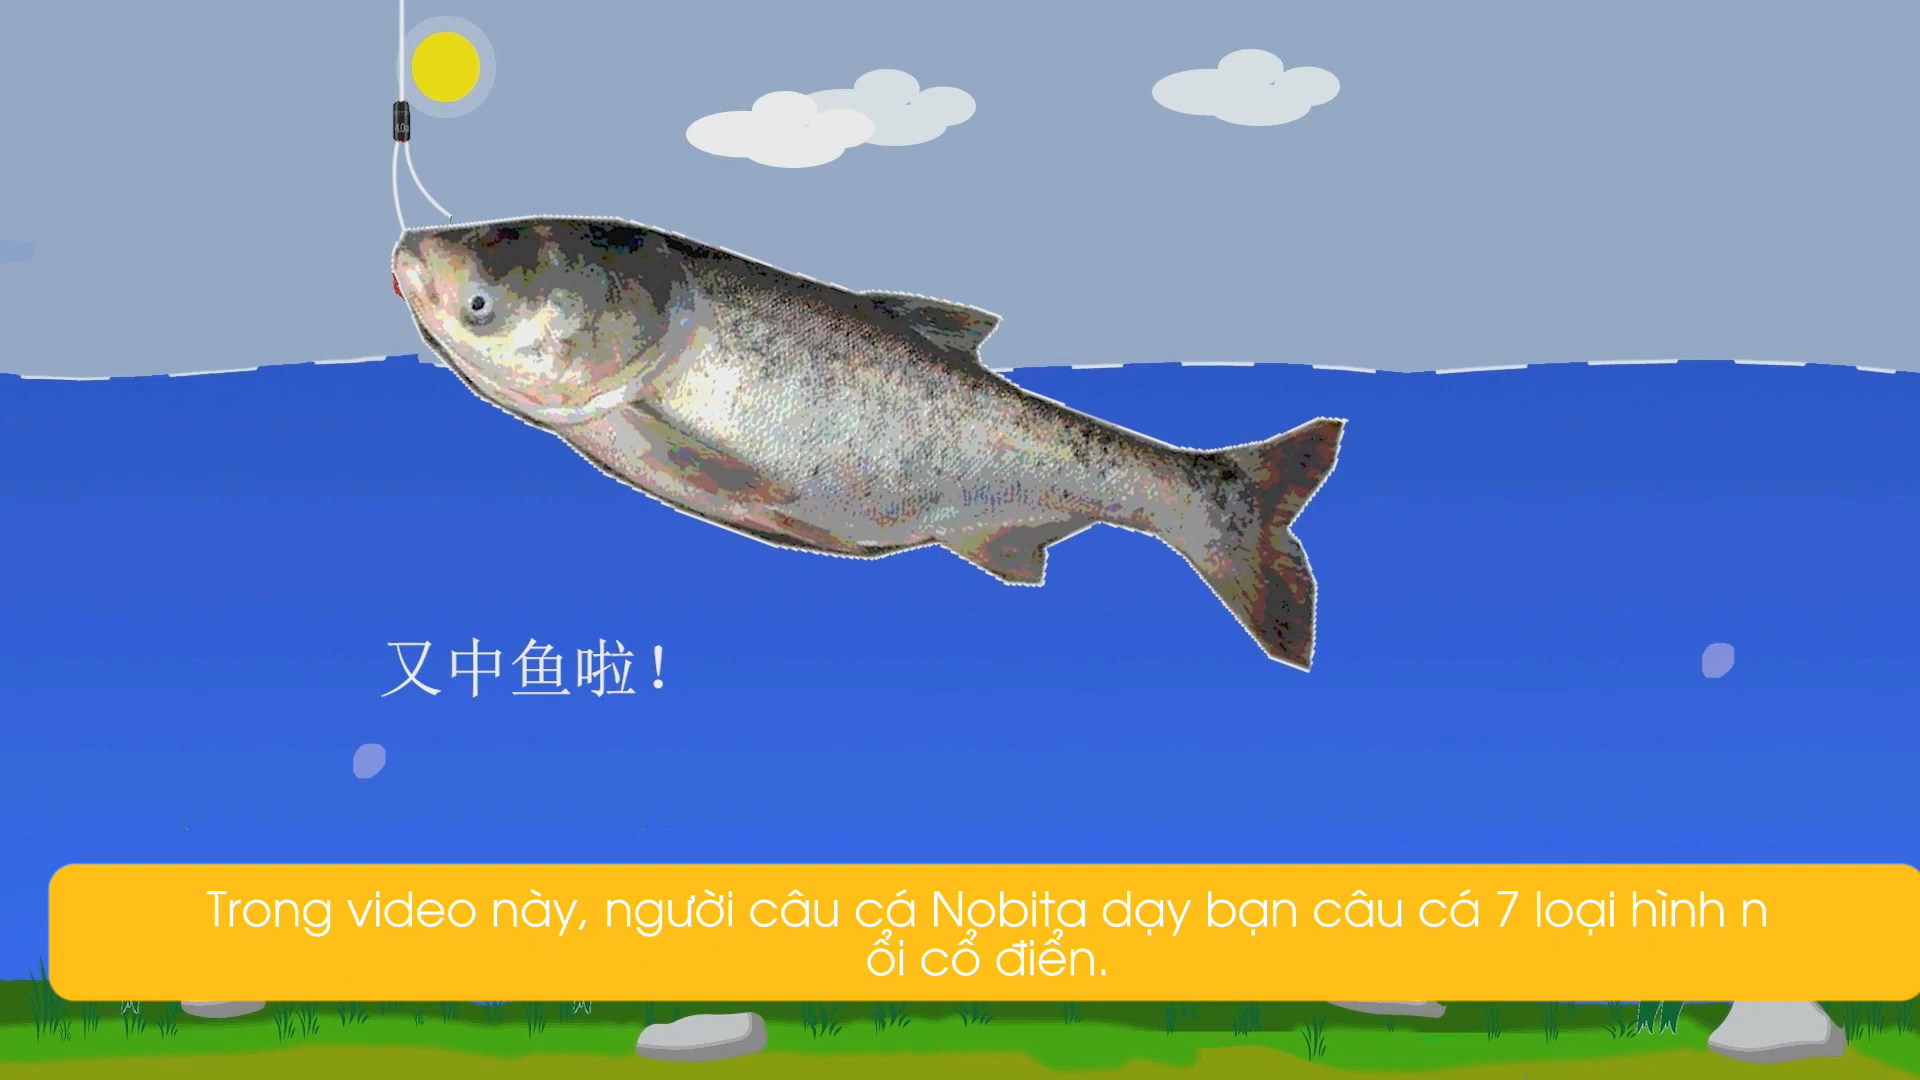 又中鱼啦！
Trong video này, người câu cá Nobita dạy bạn câu cá 7 loại hình n
ổi cổ điển.